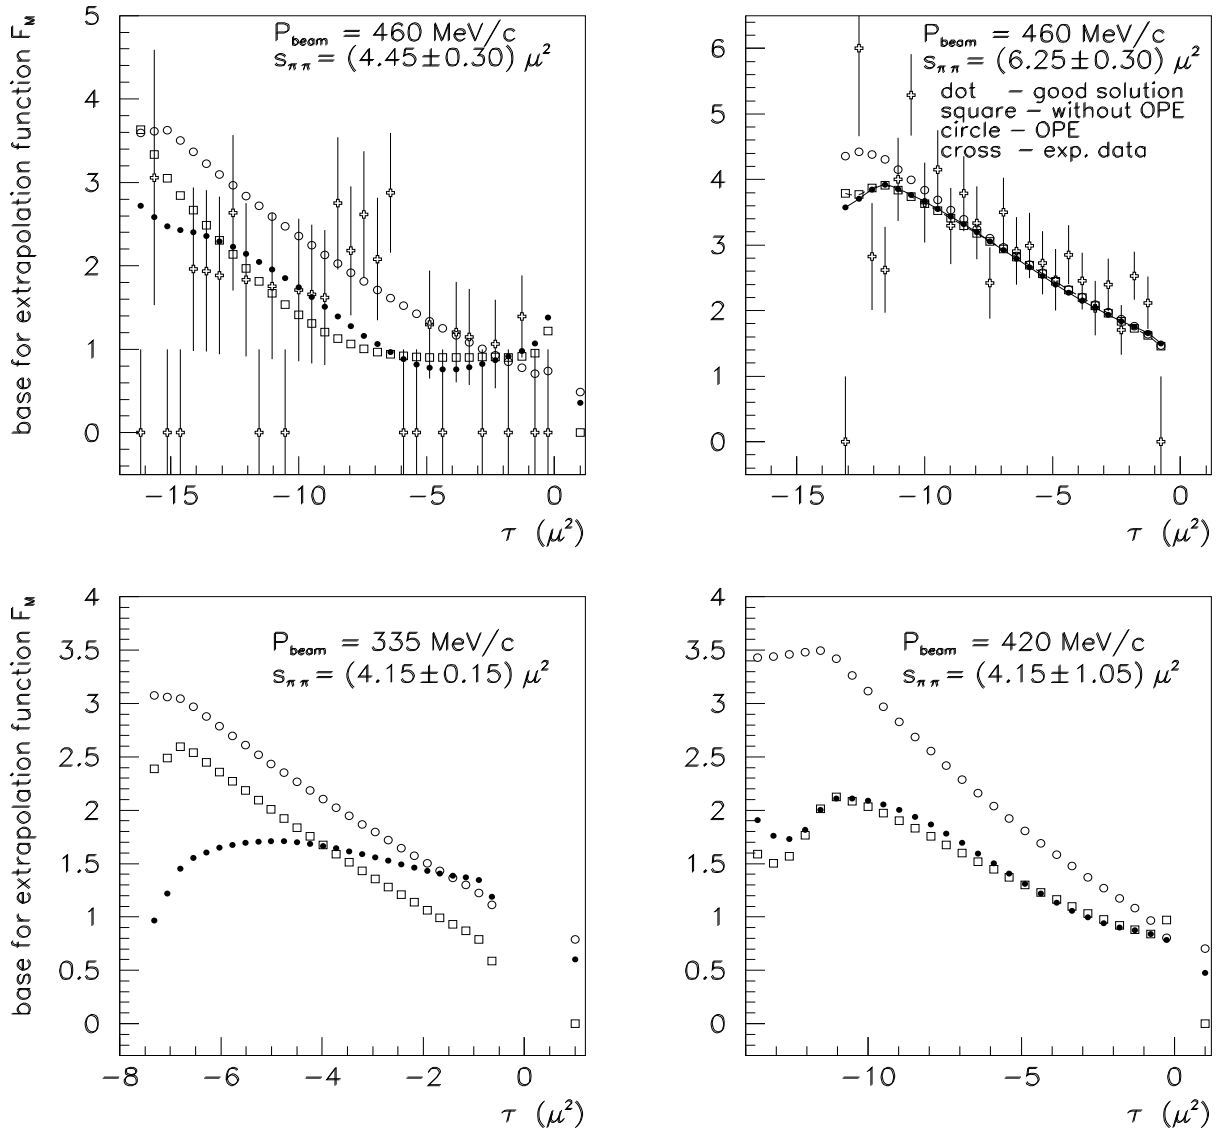 base for extrapolation function F_M
5
4
3
2
1
0
P_beam = 460 MeV/c
s_ππ = (4.45±0.30) μ²
−15 −10 −5 0
τ (μ²)
6
5
4
3
2
1
0
P_beam = 460 MeV/c
s_ππ = (6.25±0.30) μ²
dot − good solution
square − without OPE
circle − OPE
cross − exp. data
−15 −10 −5 0
τ (μ²)
base for extrapolation function F_M
4
3.5
3
2.5
2
1.5
1
0.5
0
P_beam = 335 MeV/c
s_ππ = (4.15±0.15) μ²
−8 −6 −4 −2 0
τ (μ²)
4
3.5
3
2.5
2
1.5
1
0.5
0
P_beam = 420 MeV/c
s_ππ = (4.15±1.05) μ²
−10 −5 0
τ (μ²)